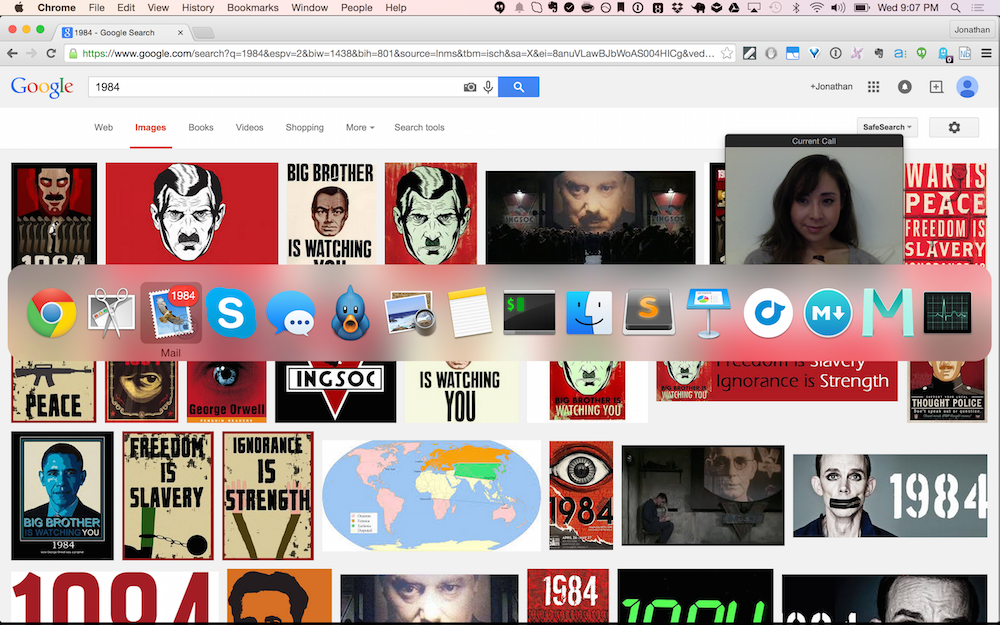 Chrome File Edit View History Bookmarks Window People Help
Wed 9:07 PM
1984 - Google Search
Jonathan
https://www.google.com/search?q=1984&espv=2&biw=1438&bih=801&source=lnms&tbm=isch&sa=X&ei=8anuVLawBJbWoAS004HICg&ved...
Google
1984
+Jonathan
Web Images Books Videos Shopping More Search tools
SafeSearch
Current Call
1984
BIG BROTHER
IS WATCHING
YOU
INGSOC
INGSOC
WAR IS
PEACE
FREEDOM IS
SLAVERY
1984
Mail
PEACE
George Orwell
INGSOC
IS WATCHING
YOU
BIG BROTHER IS
WATCHING YOU
Freedom is Slavery
Ignorance is Strength
THOUGHT POLICE
BIG BROTHER
IS WATCHING YOU
1984
FREEDOM
IS
SLAVERY
IGNORANCE
IS
STRENGTH
1984
1984
1984
1984
1984
1984